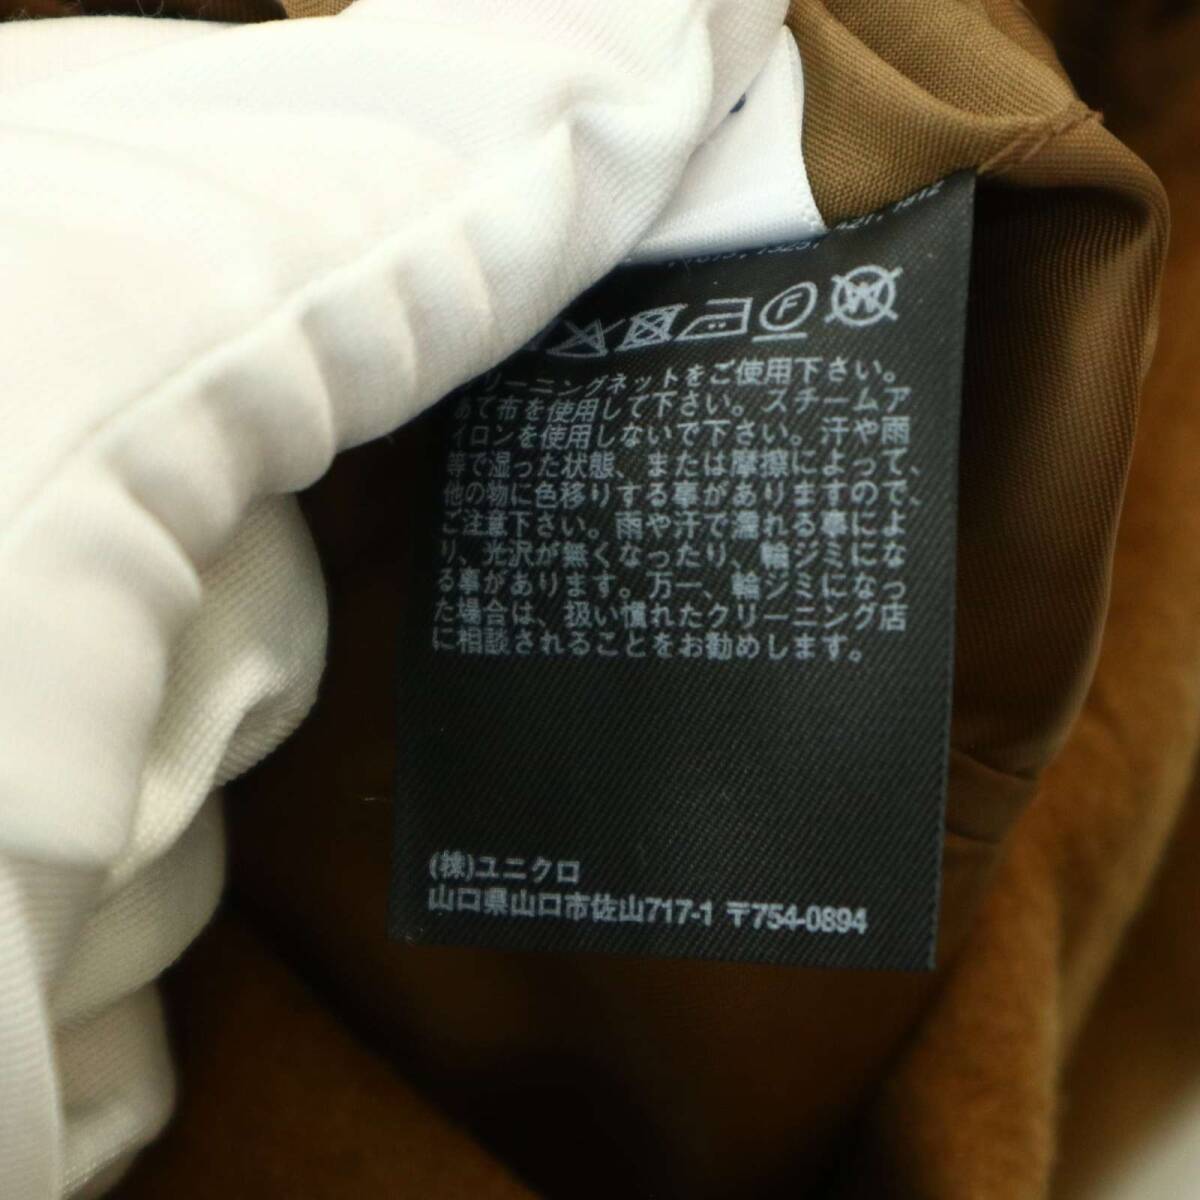 F W
リーニングネットをご使用下さい。
あて布を使用して下さい。スチームア
イロンを使用しないで下さい。汗や雨
等で湿った状態、または摩擦によって、
他の物に色移りする事がありますので、
ご注意下さい。雨や汗で濡れる事によ
り、光沢が無くなったり、輪ジミにな
る事があります。万一、輪ジミになっ
た場合は、扱い慣れたクリーニング店
に相談されることをお勧めします。
(株)ユニクロ
山口県山口市佐山717-1 〒754-0894